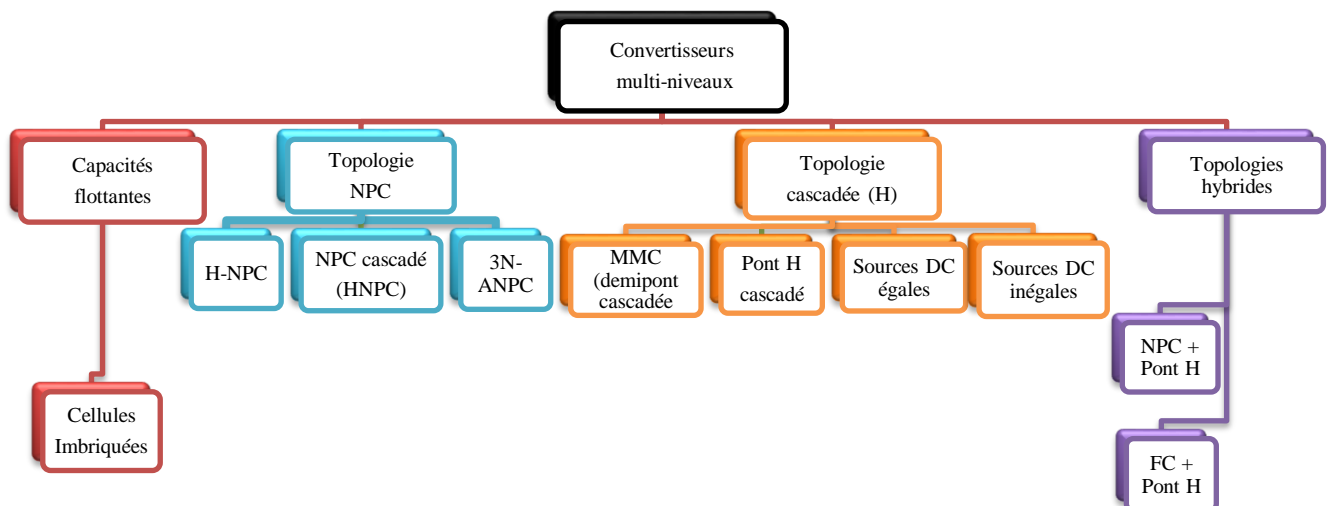 Convertisseurs
multi-niveaux
Capacités
flottantes
Topologie
NPC
Topologie
cascadée (H)
Topologies
hybrides
H-NPC
NPC cascadé
(HNPC)
3N-
ANPC
MMC
(demipont
cascadée
Pont H
cascadé
Sources DC
égales
Sources DC
inégales
NPC +
Pont H
Cellules
Imbriquées
FC +
Pont H